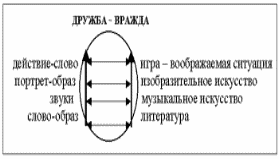 ДРУЖБА – ВРАЖДА
действие-слово игра – воображаемая ситуация
портрет-образ изобразительное искусство
звуки музыкальное искусство
слово-образ литература